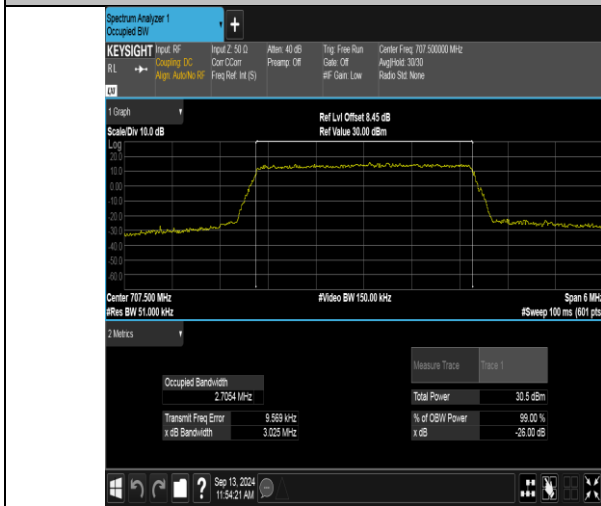 Spectrum Analyzer 1
Occupied BW
+
KEYSIGHT Input: RF Input Z: 50 Ω Atten: 40 dB Trig: Free Run Center Freq: 707.500000 MHz
RL Coupling: DC Corr CCorr Preamp: Off Gate: Off Avg|Hold: 30/30
Align: Auto/No RF Freq Ref: Int (S) #IF Gain: Low Radio Std: None
1 Graph
Ref Lvl Offset 8.45 dB
Scale/Div 10.0 dB Ref Value 30.00 dBm
Log
20.0
10.0
0.00
-10.0
-20.0
-30.0
-40.0
-50.0
-60.0
Center 707.500 MHz #Video BW 150.00 kHz Span 6 MHz
#Res BW 51.000 kHz #Sweep 100 ms (601 pts)
2 Metrics
Measure Trace Trace 1
Occupied Bandwidth
2.7054 MHz
Total Power 30.5 dBm
Transmit Freq Error 9.569 kHz % of OBW Power 99.00 %
x dB Bandwidth 3.025 MHz x dB -26.00 dB
? Sep 13, 2024
11:54:21 AM